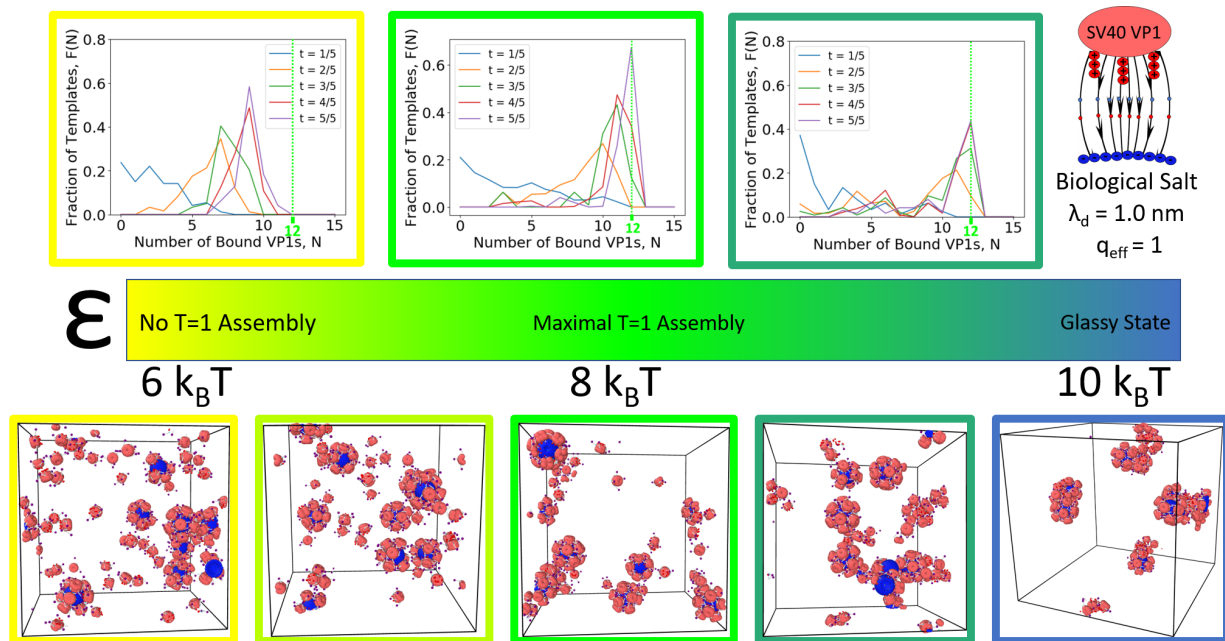 0.8
0.6
0.4
0.2
0.0
0
5
10
15
12
Fraction of Templates, F(N)
Number of Bound VP1s, N
t = 1/5
t = 2/5
t = 3/5
t = 4/5
t = 5/5
0.6
0.4
0.2
0.0
0
5
10
15
12
Fraction of Templates, F(N)
Number of Bound VP1s, N
t = 1/5
t = 2/5
t = 3/5
t = 4/5
t = 5/5
0.8
0.6
0.4
0.2
0.0
0
5
10
15
12
Fraction of Templates, F(N)
Number of Bound VP1s, N
t = 1/5
t = 2/5
t = 3/5
t = 4/5
t = 5/5
SV40 VP1
Biological Salt
λd = 1.0 nm
qeff = 1
ε
No T=1 Assembly
Maximal T=1 Assembly
Glassy State
6 kBT
8 kBT
10 kBT